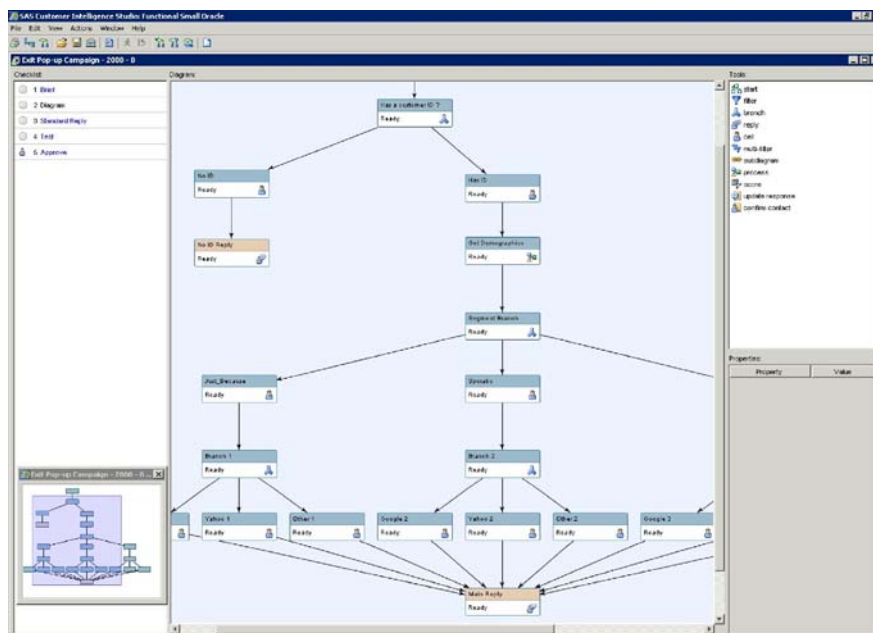 SAS Customer Intelligence Studio: Functional Small Oracle
File Edit View Actions Window Help
Exit Pop-up Campaign - 2000 - 0
Checklist:
1 Brief
2 Diagram
3 Standard Reply
4 Test
5 Approve
Diagram:
Has a customer ID ?
Ready
No ID
Ready
Has ID
Ready
No ID Reply
Ready
Get Demographics
Ready
Segment Branch
Ready
Just_Because
Ready
Ready
Branch 1
Ready
Branch 2
Ready
Yahoo 1
Ready
Other 1
Ready
Google 2
Ready
Yahoo 2
Ready
Other 2
Ready
Google 3
Ready
Main Reply
Ready
Exit Pop-up Campaign - 2000 - 0 ...
Tools:
start
filter
branch
reply
cell
multi-filter
subdiagram
process
score
update response
confirm contact
Properties:
Property Value